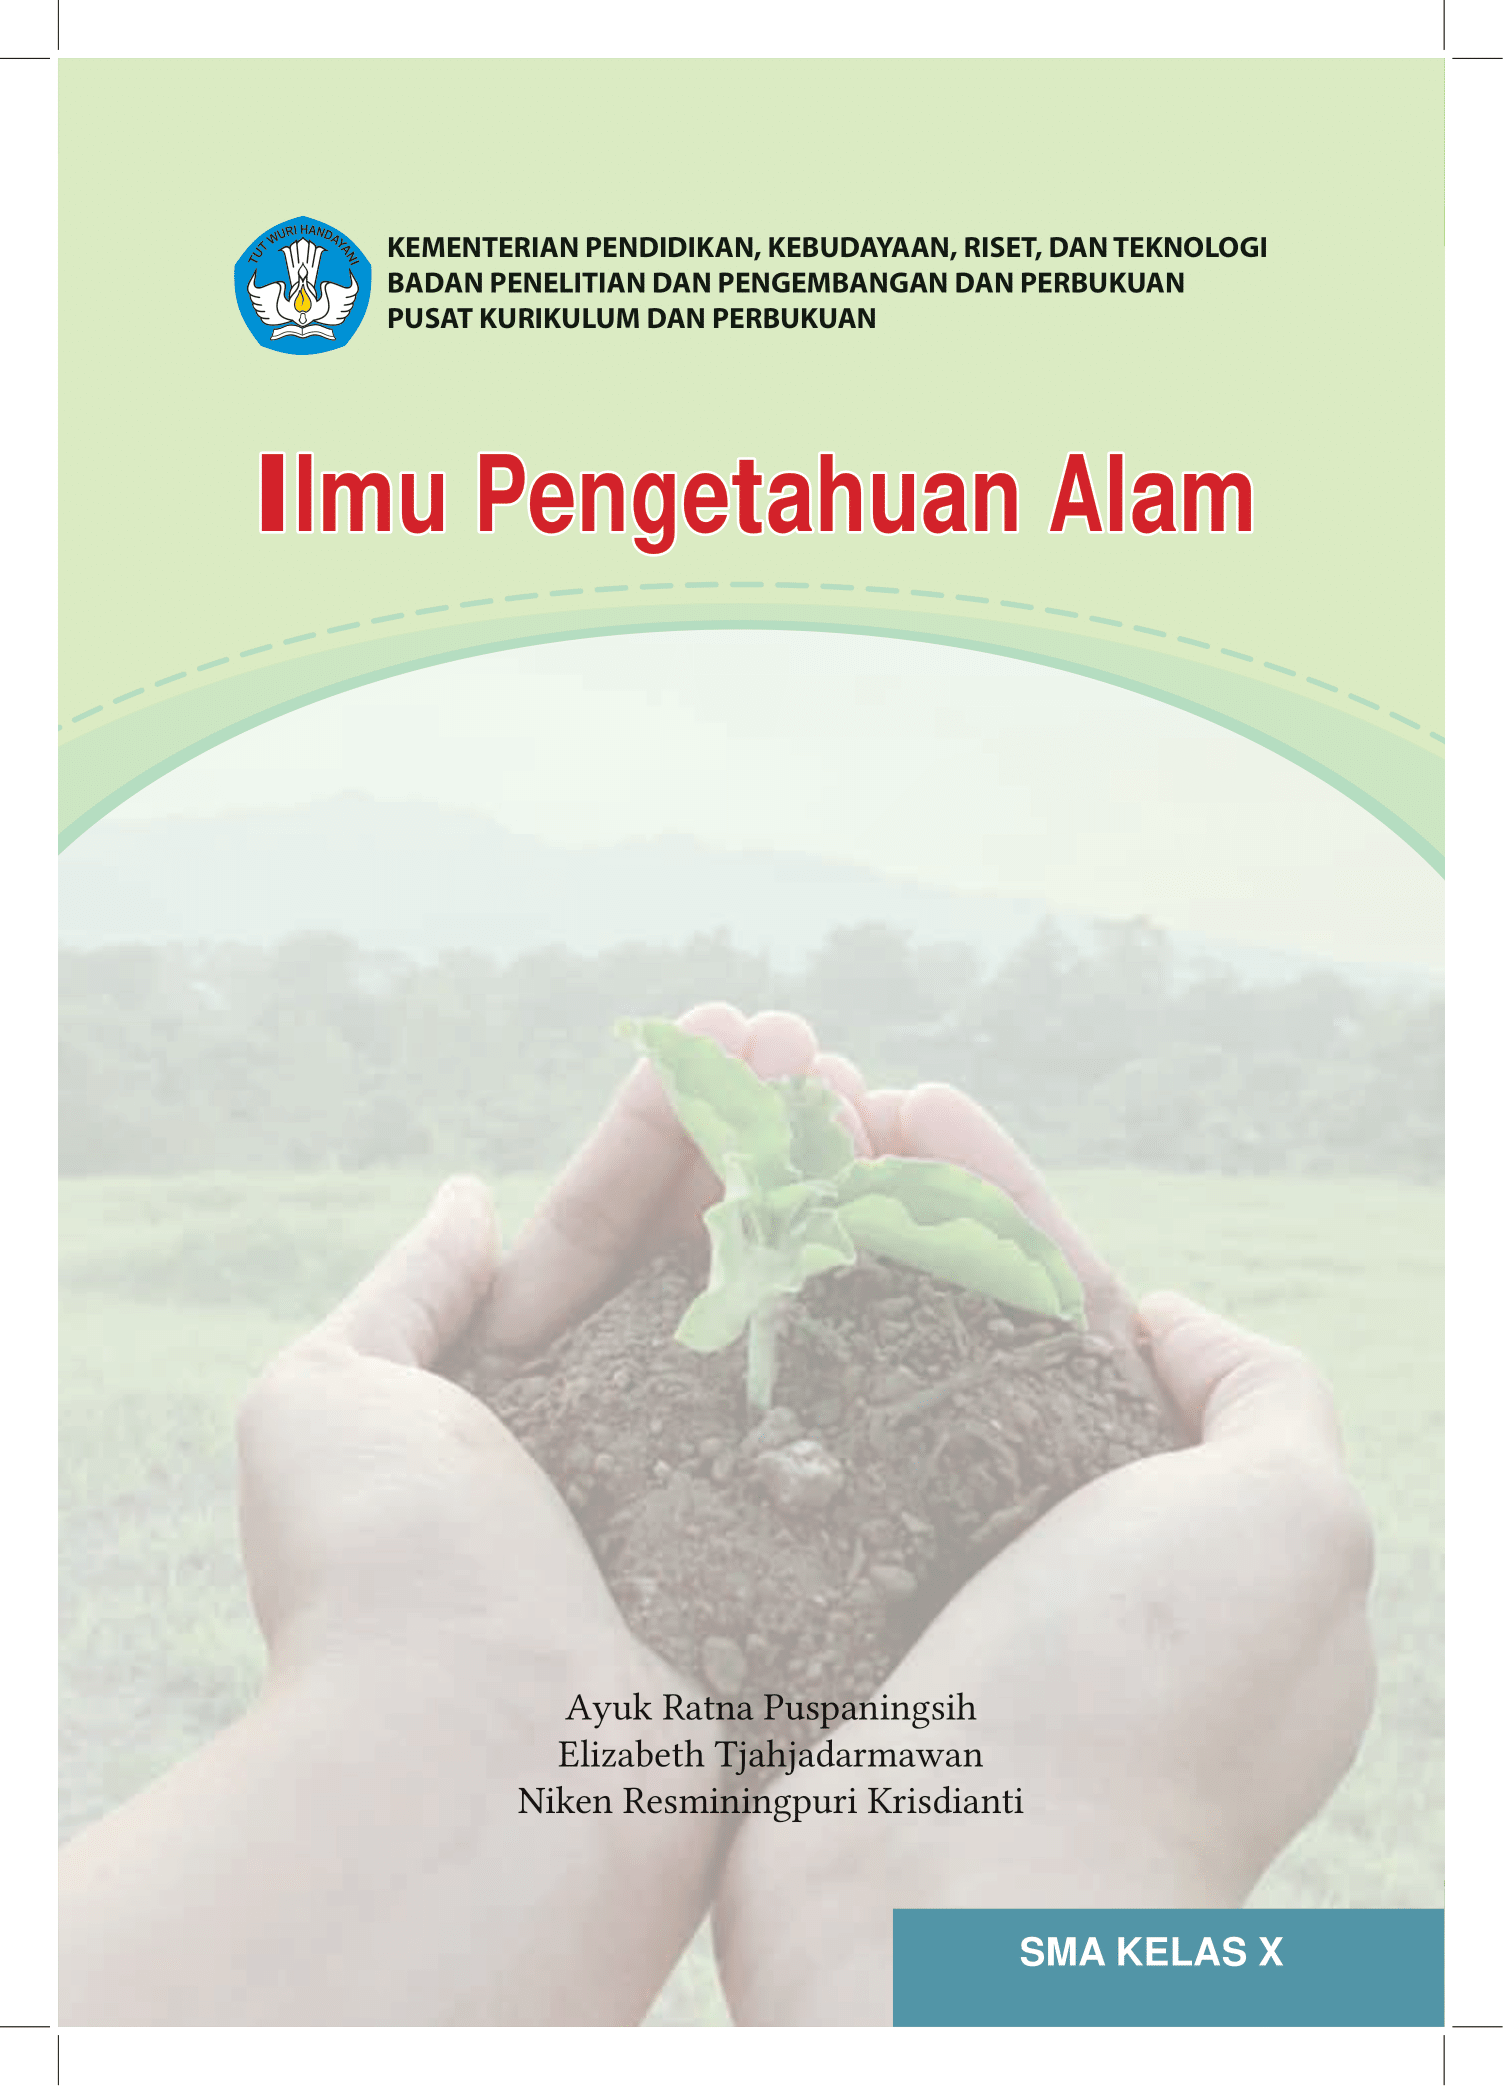 TUT WURI HANDAYANI
KEMENTERIAN PENDIDIKAN, KEBUDAYAAN, RISET, DAN TEKNOLOGI
BADAN PENELITIAN DAN PENGEMBANGAN DAN PERBUKUAN
PUSAT KURIKULUM DAN PERBUKUAN
Ilmu Pengetahuan Alam
Ayuk Ratna Puspaningsih
Elizabeth Tjahjadarmawan
Niken Resminingpuri Krisdianti
SMA KELAS X